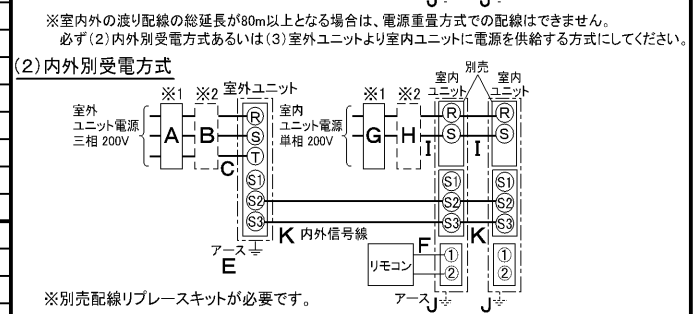 ※室内外の渡り配線の総延長が80m以上となる場合は、電源重畳方式での配線はできません。
必ず(2)内外別受電方式あるいは(3)室外ユニットより室内ユニットに電源を供給する方式にしてください。
(2)内外別受電方式
別売
※1 ※2 室外ユニット
※1 ※2 室内ユニット 室内ユニット
室外
ユニット電源
三相 200V
A B C
R
S
T
S1
S2
S3
室内
ユニット電源
単相 200V
G H I I
R R
S S
S1 S1
S2 S2
S3 S3
K 内外信号線 K
アース
E
リモコン F
① ①
② ②
アース J J
※別売配線リプレースキットが必要です。